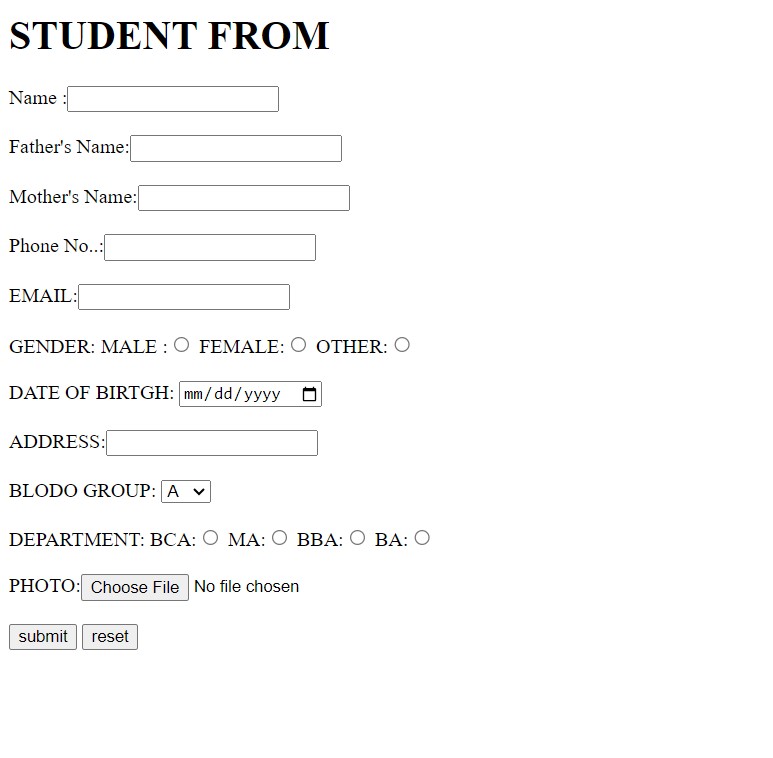 STUDENT FROM
Name :
Father's Name:
Mother's Name:
Phone No..:
EMAIL:
GENDER: MALE : FEMALE: OTHER:
DATE OF BIRTGH: mm/dd/yyyy
ADDRESS:
BLODO GROUP: A
DEPARTMENT: BCA: MA: BBA: BA:
PHOTO: Choose File No file chosen
submit reset